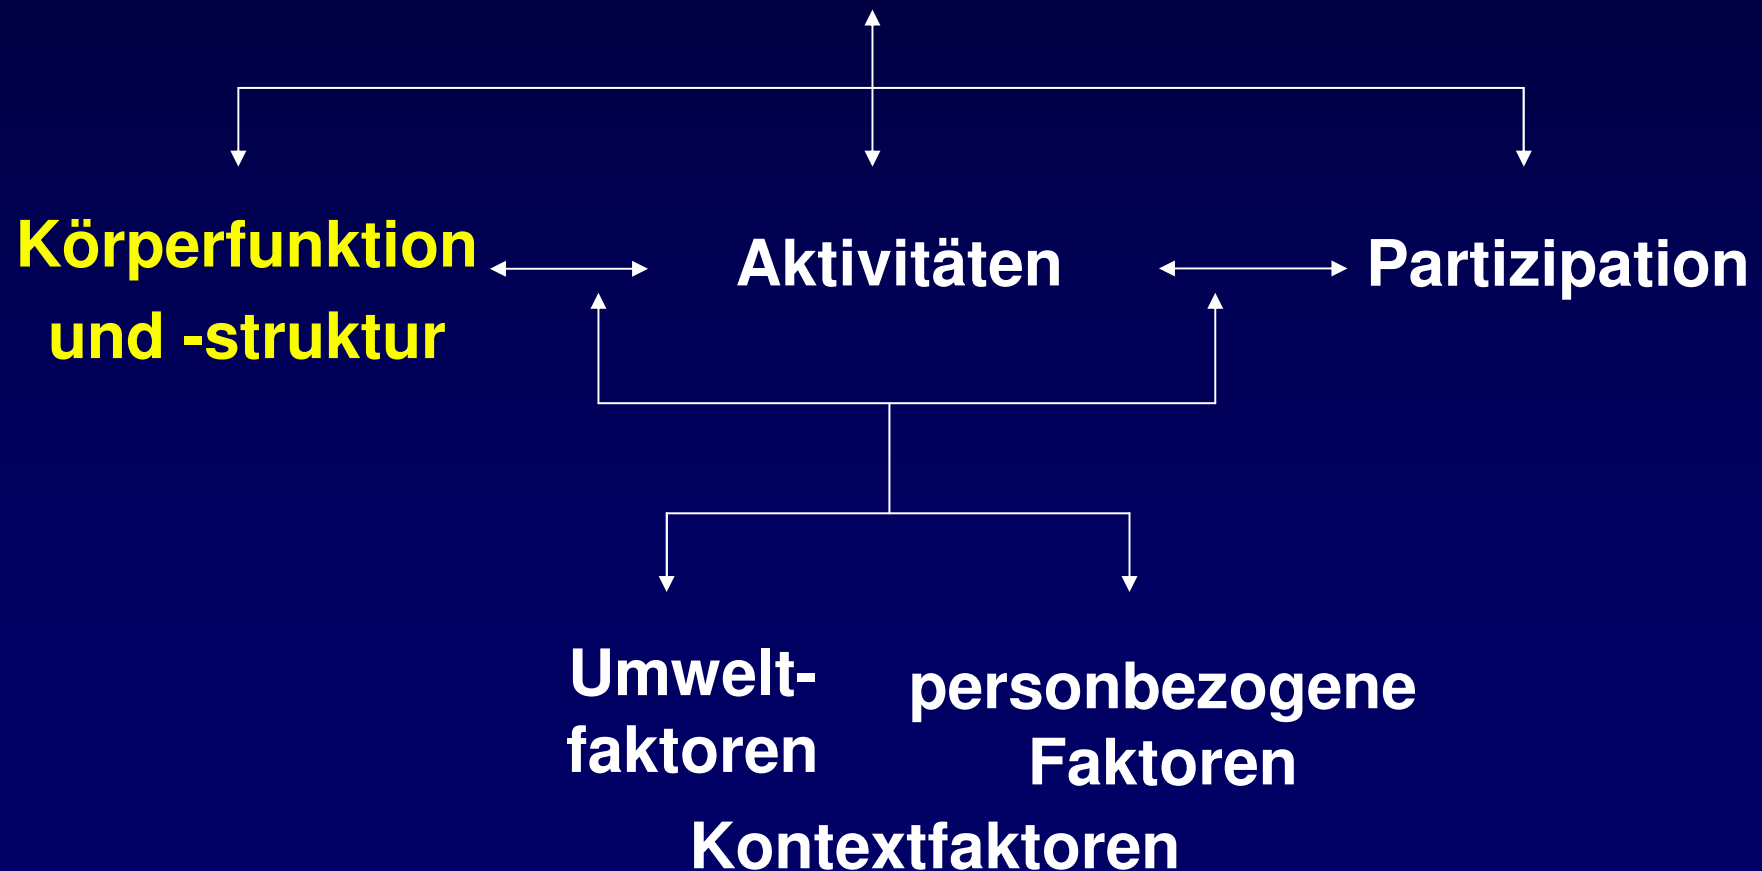 Körperfunktion
und -struktur
Aktivitäten
Partizipation
Umwelt-
faktoren
personbezogene
Faktoren
Kontextfaktoren